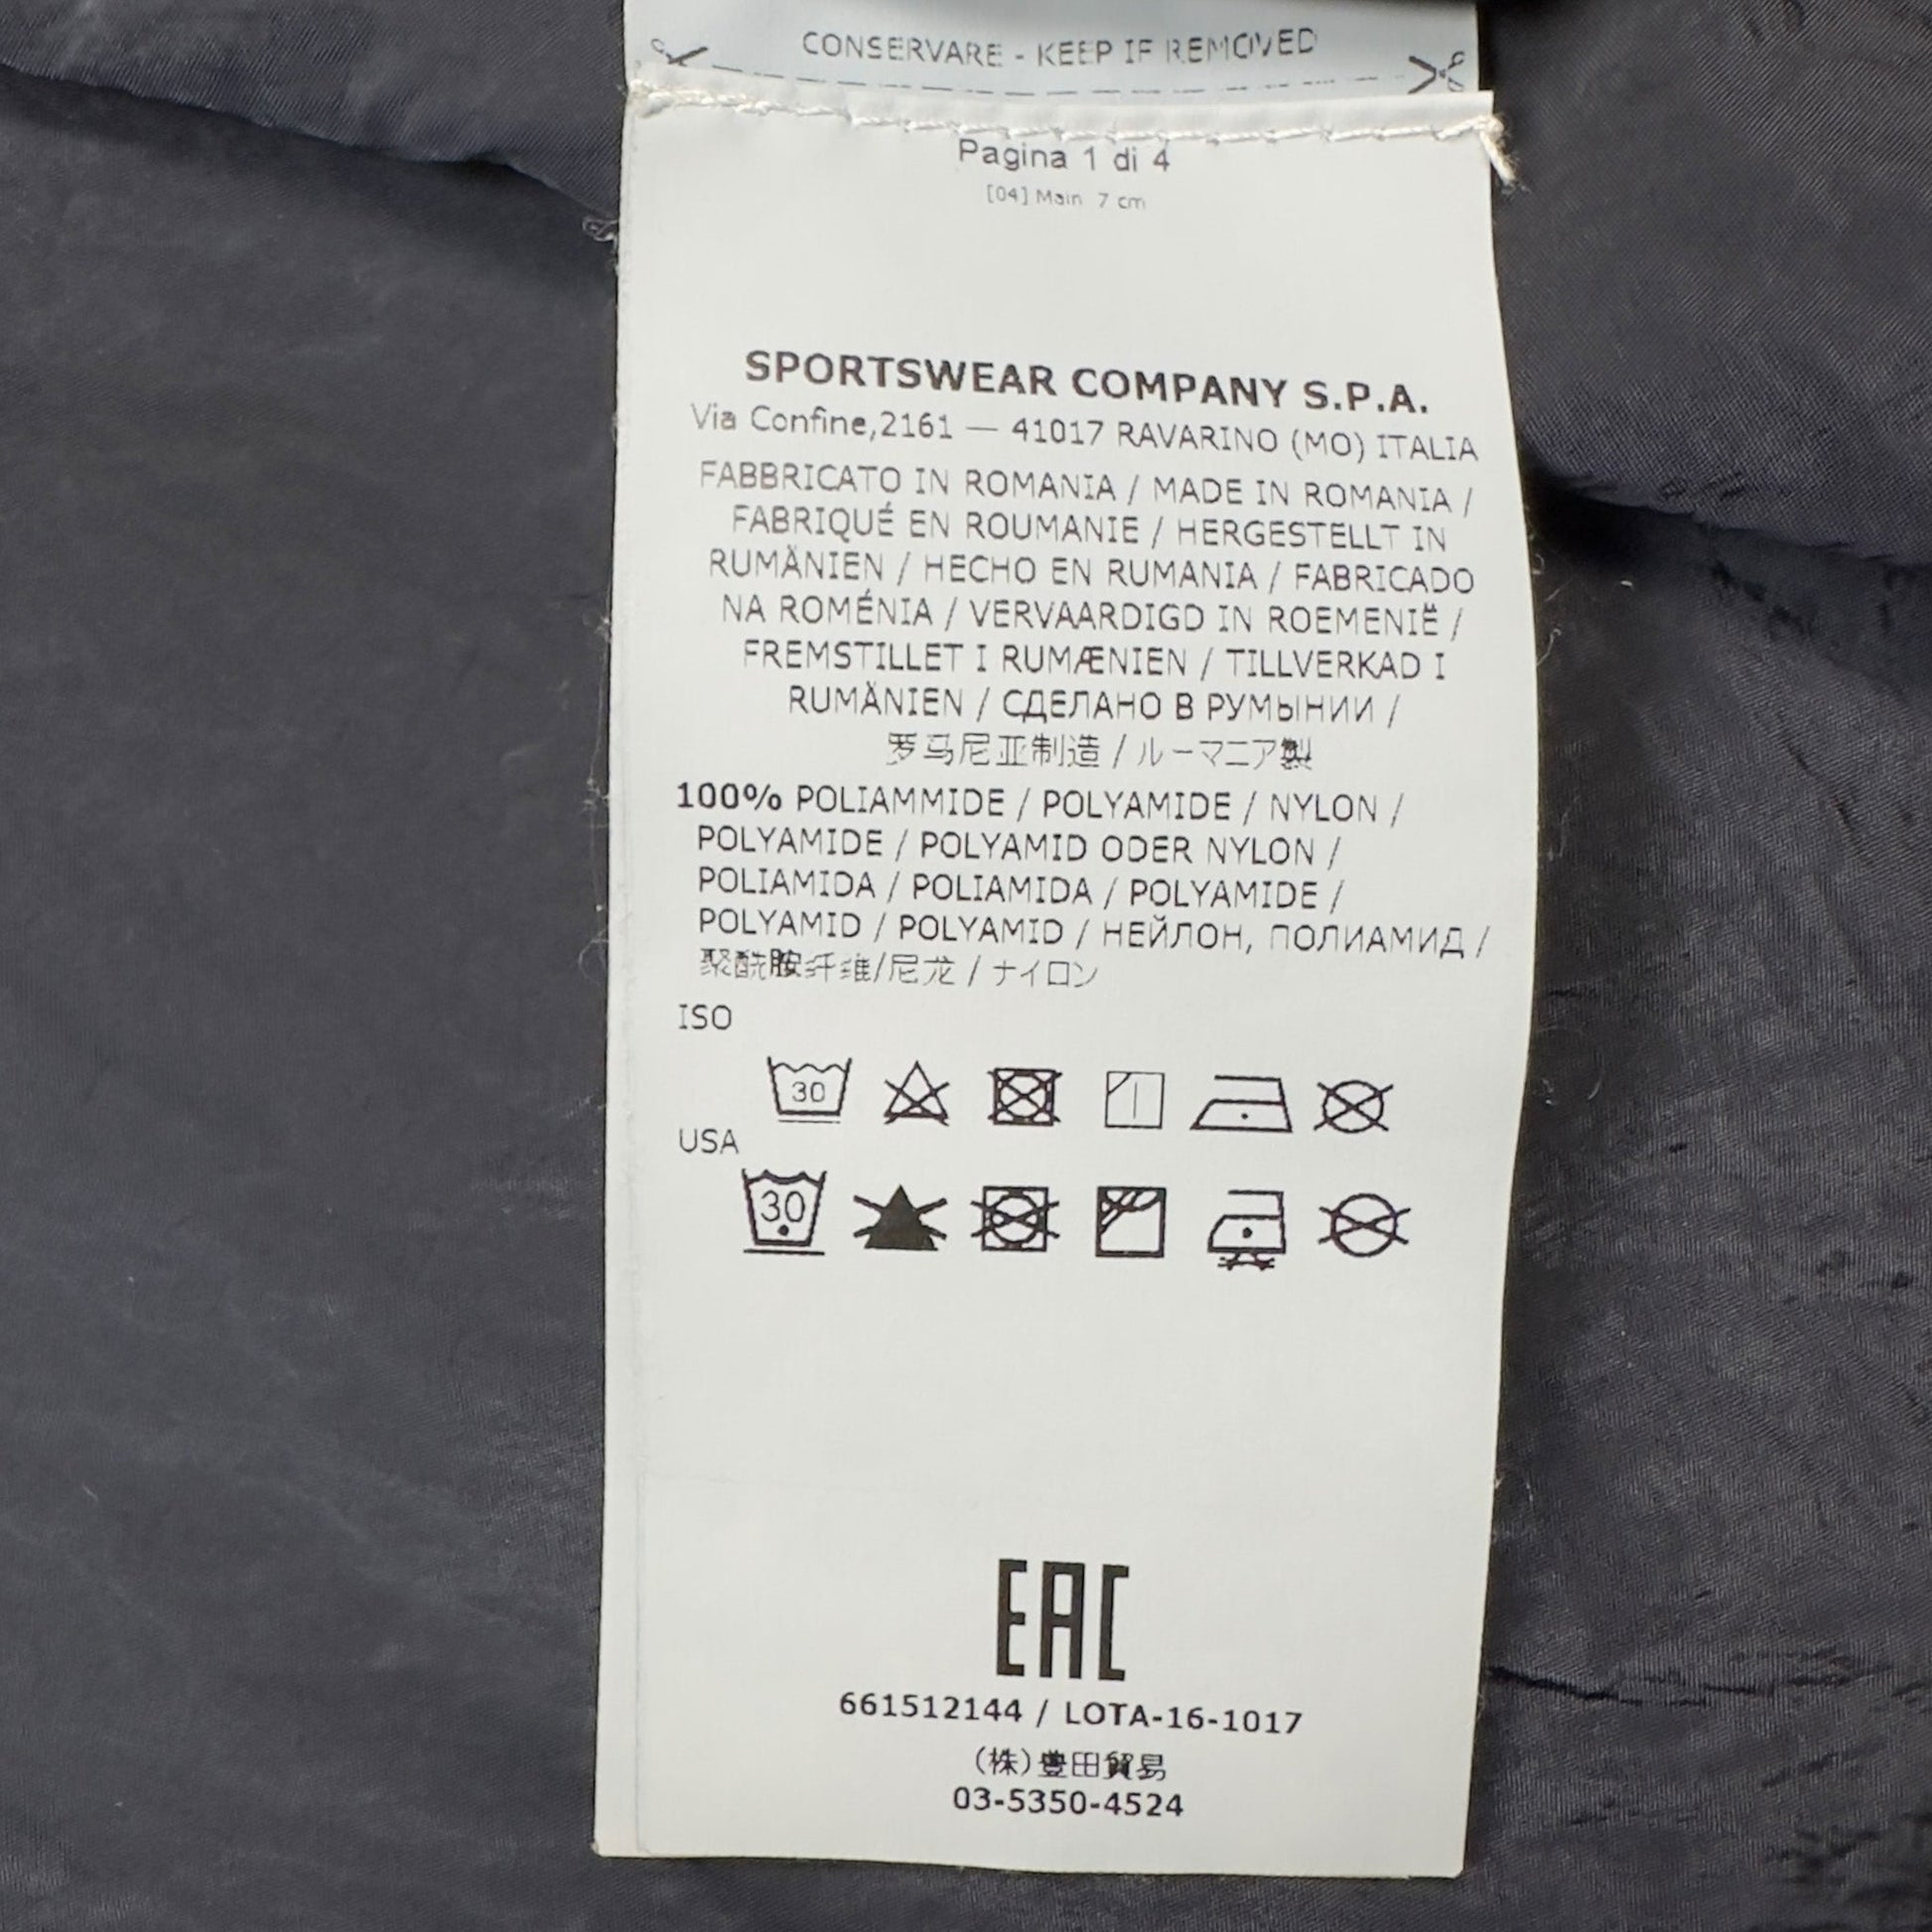 CONSERVARE - KEEP IF REMOVED
Pagina 1 di 4
[04] Main 7 cm
SPORTSWEAR COMPANY S.P.A.
Via Confine,2161 — 41017 RAVARINO (MO) ITALIA
FABBRICATO IN ROMANIA / MADE IN ROMANIA /
FABRIQUÉ EN ROUMANIE / HERGESTELLT IN
RUMÄNIEN / HECHO EN RUMANIA / FABRICADO
NA ROMÉNIA / VERVAARDIGD IN ROEMENIË /
FREMSTILLET I RUMÆNIEN / TILLVERKAD I
RUMÄNIEN / СДЕЛАНО В РУМЫНИИ /
罗马尼亚制造 / ルーマニア製
100% POLIAMMIDE / POLYAMIDE / NYLON /
POLYAMIDE / POLYAMID ODER NYLON /
POLIAMIDA / POLIAMIDA / POLYAMIDE /
POLYAMID / POLYAMID / НЕЙЛОН, ПОЛИАМИД /
聚酰胺纤维/尼龙 / ナイロン
ISO
30
USA
30
EAC
661512144 / LOTA-16-1017
(株)豊田貿易
03-5350-4524